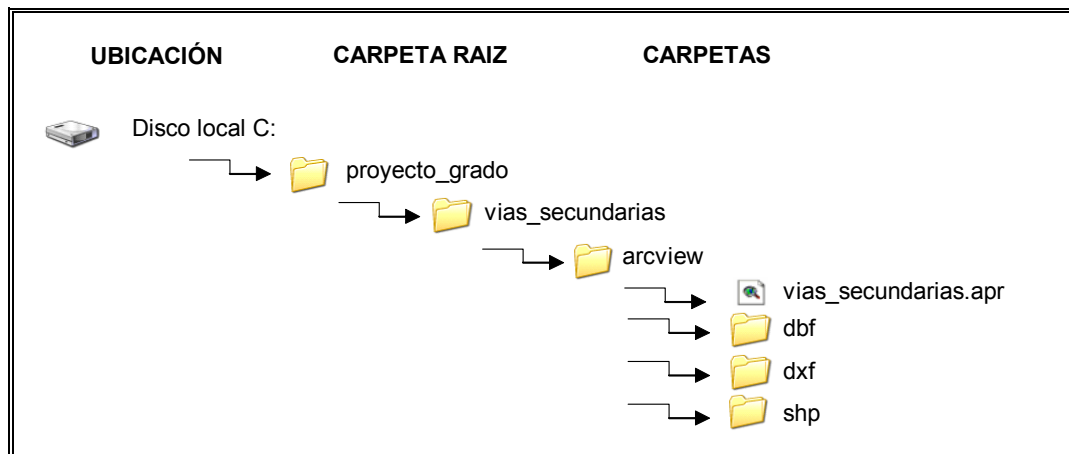 UBICACIÓN CARPETA RAIZ CARPETAS
Disco local C:
proyecto_grado
vias_secundarias
arcview
vias_secundarias.apr
dbf
dxf
shp